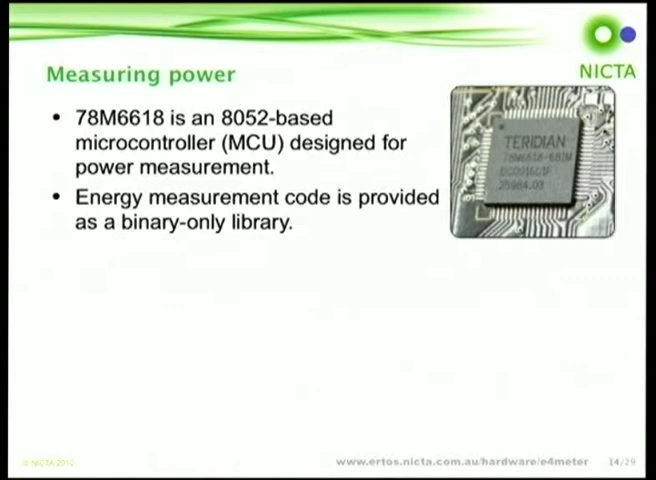 NICTA
Measuring power
• 78M6618 is an 8052-based
microcontroller (MCU) designed for
power measurement.
• Energy measurement code is provided
as a binary-only library.
TERIDIAN
© NICTA 2010
www.ertos.nicta.com.au/hardware/e4meter
14/29